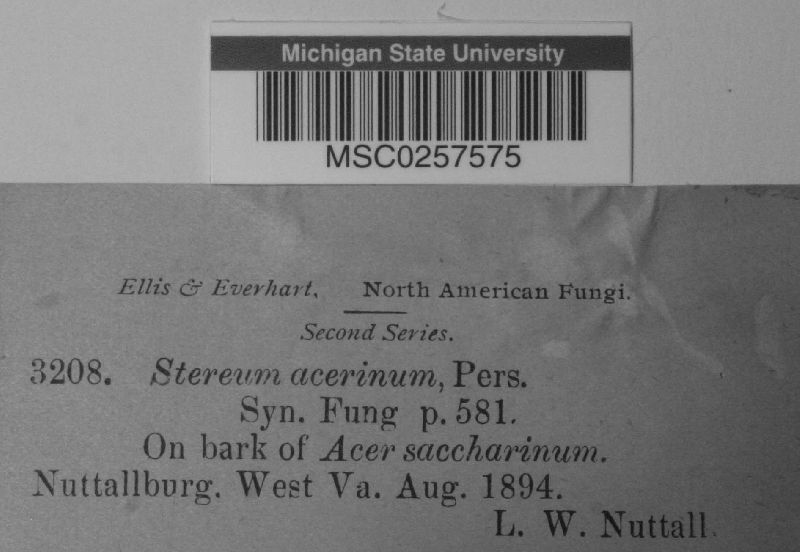 Michigan State University
MSC0257575
Ellis & Everhart, North American Fungi.
Second Series.
3208. Stereum acerinum, Pers.
Syn. Fung p. 581.
On bark of Acer saccharinum.
Nuttallburg. West Va. Aug. 1894.
L. W. Nuttall.